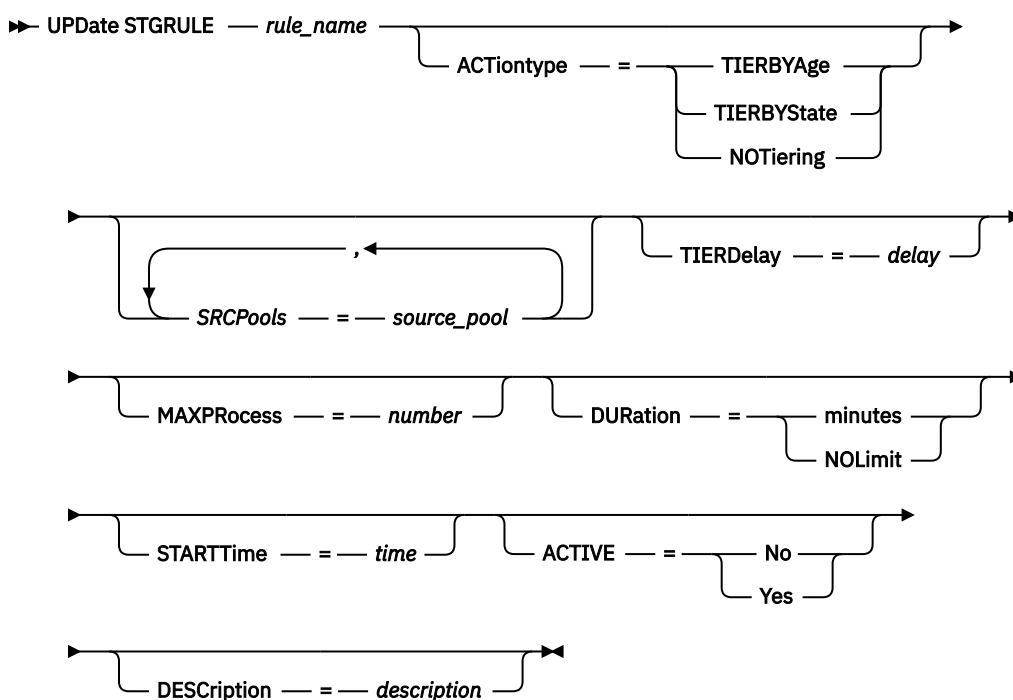 UPDate STGRULE — rule_name
ACTiontype — = — TIERBYAge
TIERBYState
NOTiering
,
SRCPools — = — source_pool
TIERDelay — = — delay
MAXPRocess — = — number
DURation — = — minutes
NOLimit
STARTTime — = — time
ACTIVE — = — No
Yes
DESCription — = — description